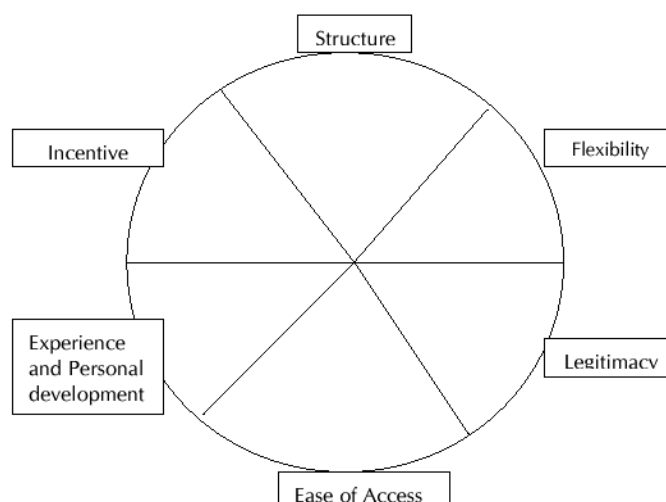 Structure
Incentive
Flexibility
Experience
and Personal
development
Legitimacy
Ease of Access